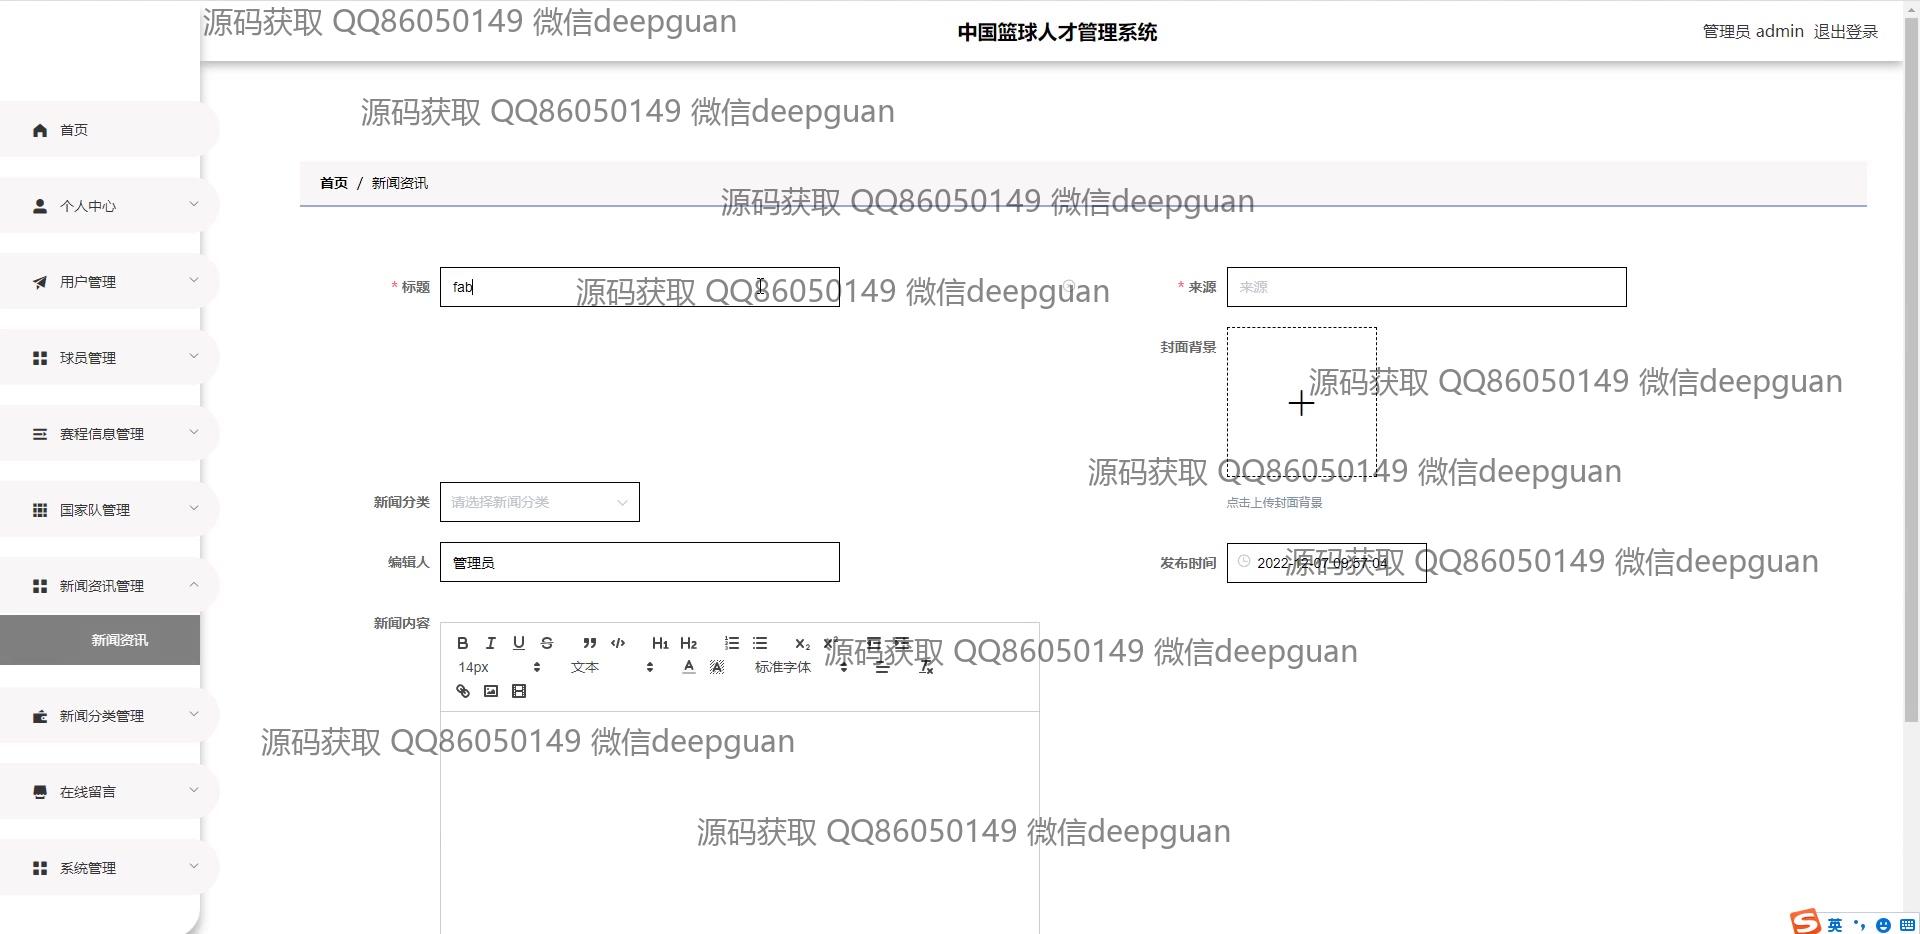 源码获取 QQ86050149 微信deepguan
中国篮球人才管理系统
管理员 admin 退出登录
源码获取 QQ86050149 微信deepguan
首页
首页 / 新闻资讯
源码获取 QQ86050149 微信deepguan
个人中心
用户管理
* 标题 fab
源码获取 QQ86050149 微信deepguan
* 来源 来源
球员管理
封面背景
源码获取 QQ86050149 微信deepguan
赛程信息管理
源码获取 QQ86050149 微信deepguan
国家队管理
新闻分类 请选择新闻分类
点击上传封面背景
新闻资讯管理
编辑人 管理员
发布时间 2022-12-07 09:57:04
源码获取 QQ86050149 微信deepguan
新闻资讯
新闻内容
B I U S H1 H2 X2 X2
源码获取 QQ86050149 微信deepguan
14px 文本 A A 标准字体
新闻分类管理
源码获取 QQ86050149 微信deepguan
在线留言
源码获取 QQ86050149 微信deepguan
系统管理
S 英